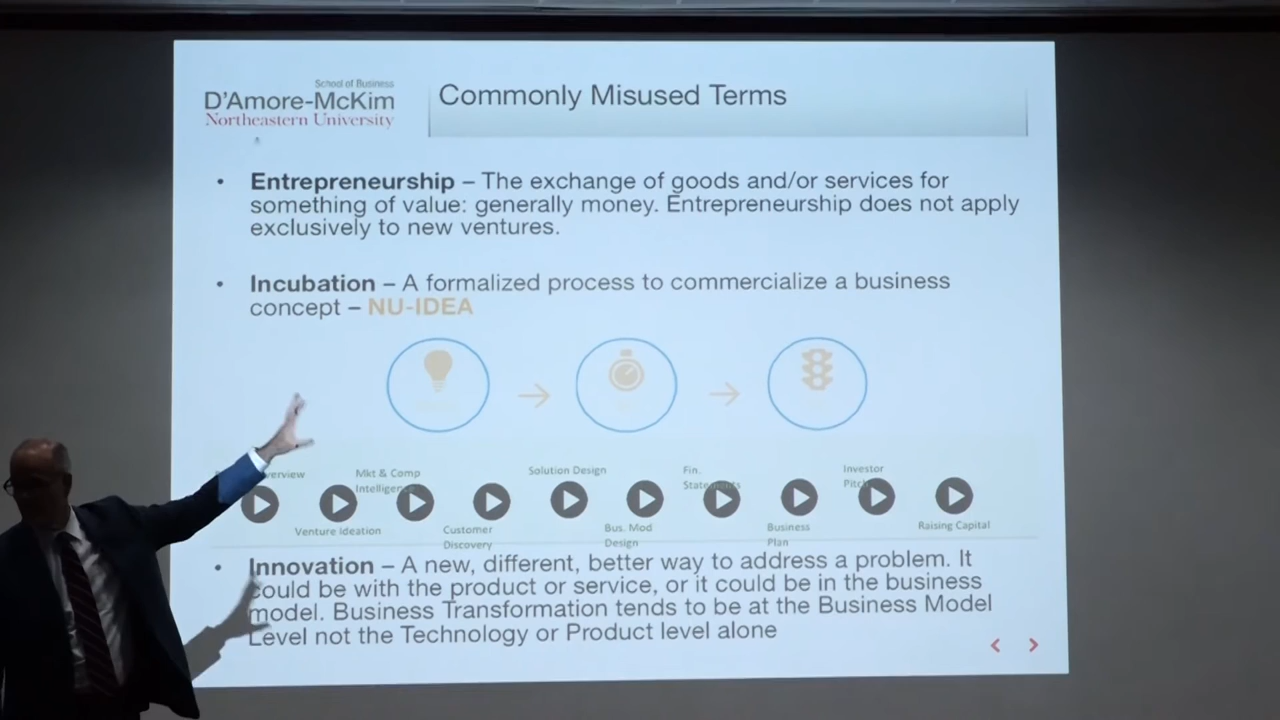 School of Business
D'Amore-McKim
Northeastern University
Commonly Misused Terms
• Entrepreneurship – The exchange of goods and/or services for
something of value: generally money. Entrepreneurship does not apply
exclusively to new ventures.
• Incubation – A formalized process to commercialize a business
concept – NU-IDEA
Mkt & Comp
Intelligence
Solution Design
Fin.
Statements
Investor
Pitch
Venture Ideation
Customer
Discovery
Bus. Mod
Design
Business
Plan
Raising Capital
• Innovation – A new, different, better way to address a problem. It
could be with the product or service, or it could be in the business
model. Business Transformation tends to be at the Business Model
Level not the Technology or Product level alone